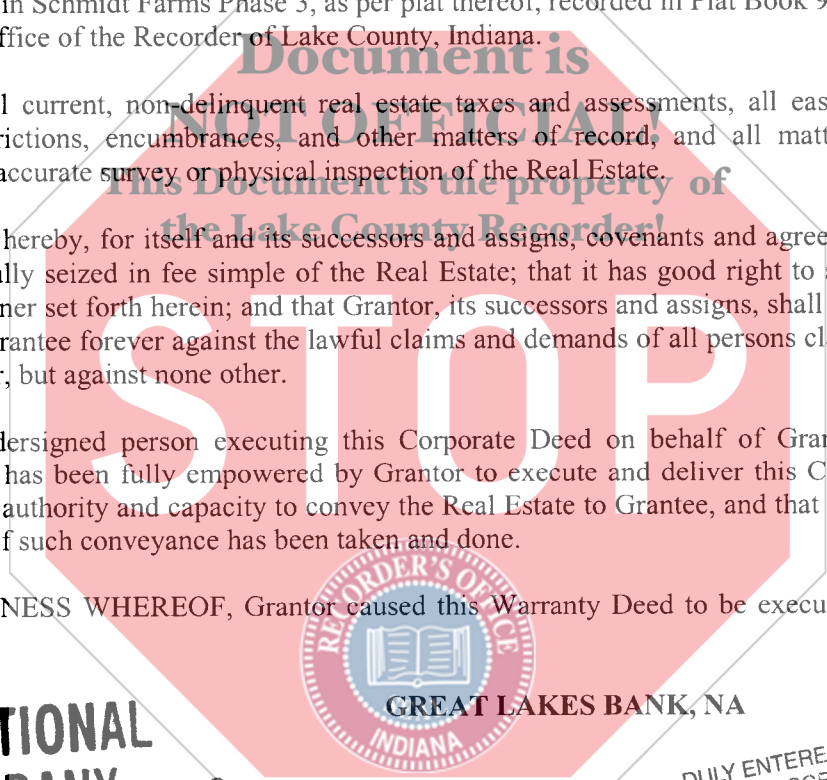 in Schmidt Farms Phase 3, as per plat thereof, recorded in Plat Book 9
ffice of the Recorder of Lake County, Indiana.
Document is
l current, non-delinquent real estate taxes and assessments, all eas
NOT OFFICIAL!
rictions, encumbrances, and other matters of record, and all matt
accurate survey or physical inspection of the Real Estate.
This Document is the property of
the Lake County Recorder!
hereby, for itself and its successors and assigns, covenants and agree
lly seized in fee simple of the Real Estate; that it has good right to
ner set forth herein; and that Grantor, its successors and assigns, shall
rantee forever against the lawful claims and demands of all persons cl
, but against none other.
STOP
dersigned person executing this Corporate Deed on behalf of Gran
has been fully empowered by Grantor to execute and deliver this C
authority and capacity to convey the Real Estate to Grantee, and that
f such conveyance has been taken and done.
RECORDER'S OFFICE
NESS WHEREOF, Grantor caused this Warranty Deed to be execu
GREAT LAKES BANK, NA
INDIANA
TIONAL
PANY
DULY ENTERE